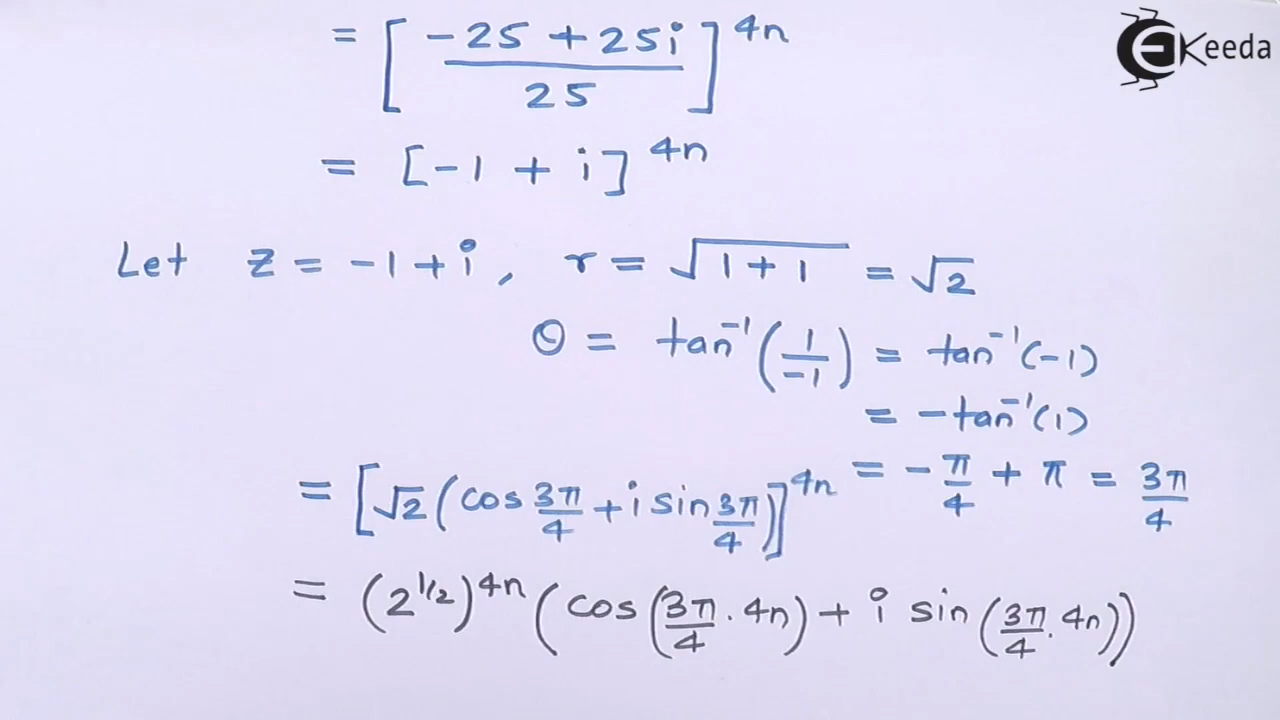 = [ (-25 + 25i) / 25 ]^4n
EKeeda
= [-1 + i]^4n
Let z = -1 + i, r = √(1 + 1) = √2
θ = tan⁻¹(1/-1) = tan⁻¹(-1)
= -tan⁻¹(1)
= -π/4 + π = 3π/4
= [√2 (cos 3π/4 + i sin 3π/4)]^4n
= (2^1/2)^4n (cos(3π/4 . 4n) + i sin(3π/4 . 4n))